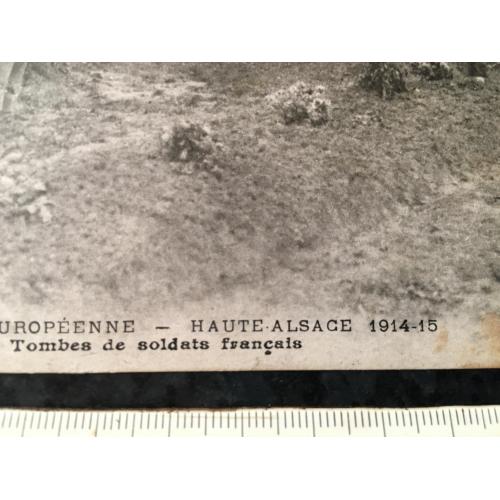 UROPÉENNE — HAUTE-ALSACE 1914-15
Tombes de soldats français